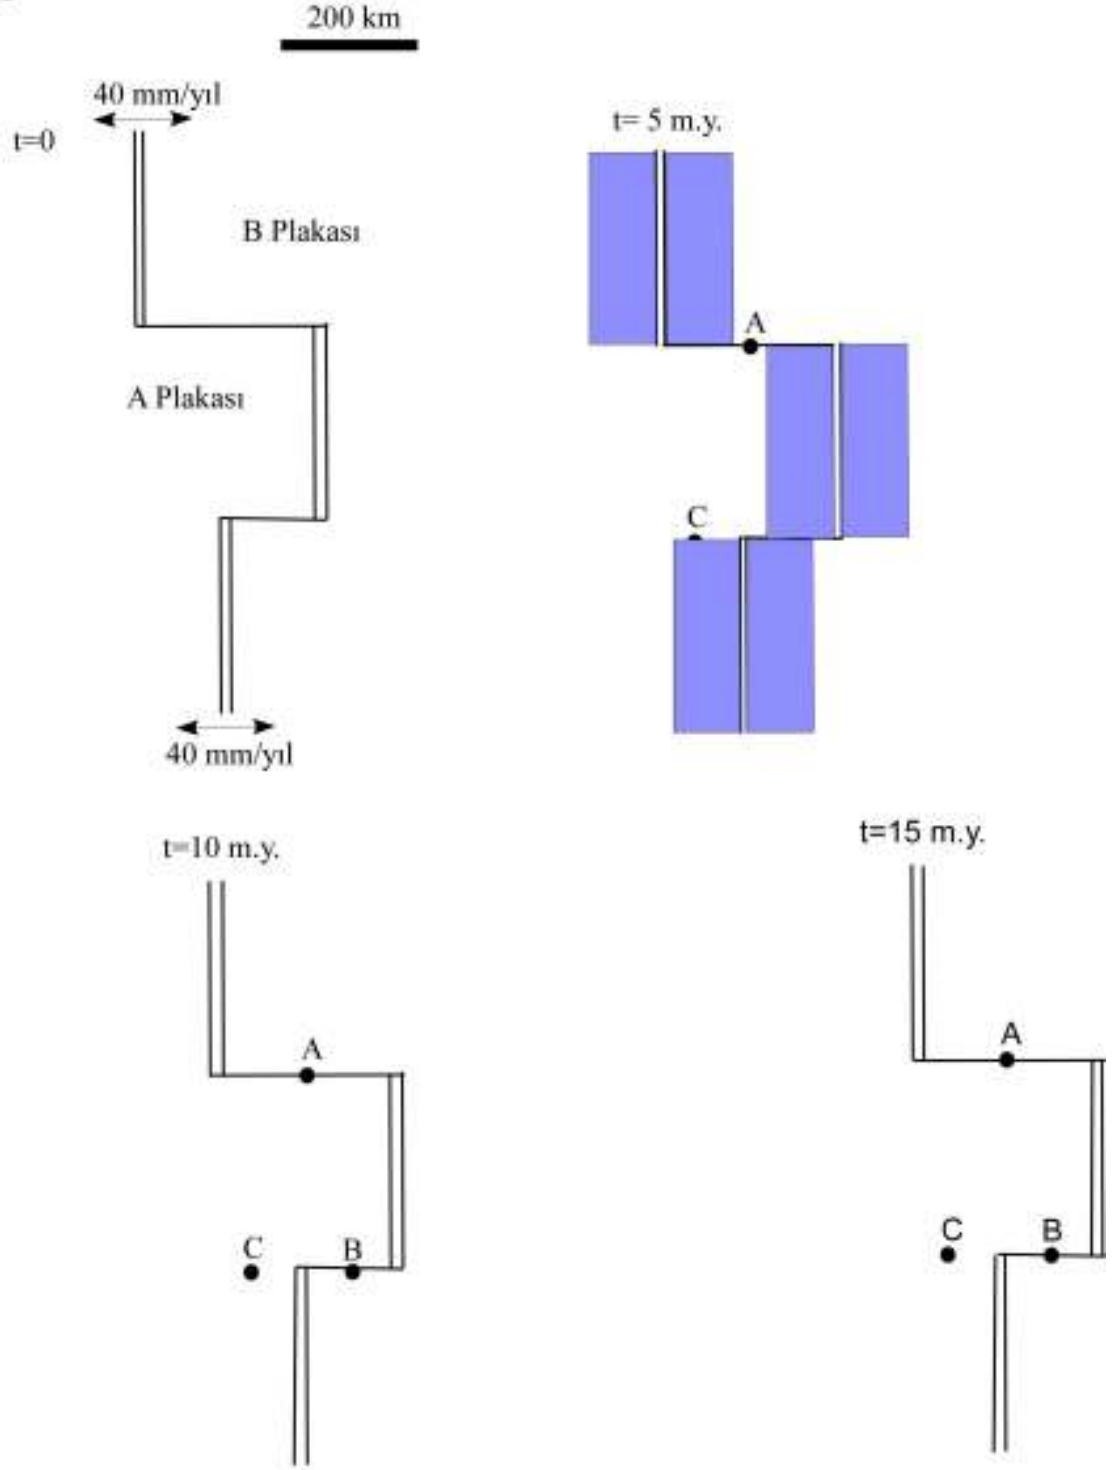 200 km
40 mm/yıl
t=0
t= 5 m.y.
B Plakası
A
A Plakası
C
40 mm/yıl
t=10 m.y.
t=15 m.y.
A
A
C
B
C
B